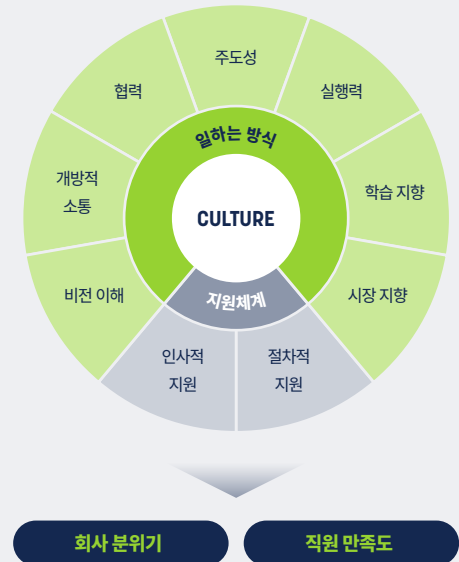 주도성
협력
실행력
일하는 방식
개방적
소통
학습 지향
CULTURE
비전 이해
시장 지향
지원체계
인사적
지원
절차적
지원
회사 분위기
직원 만족도